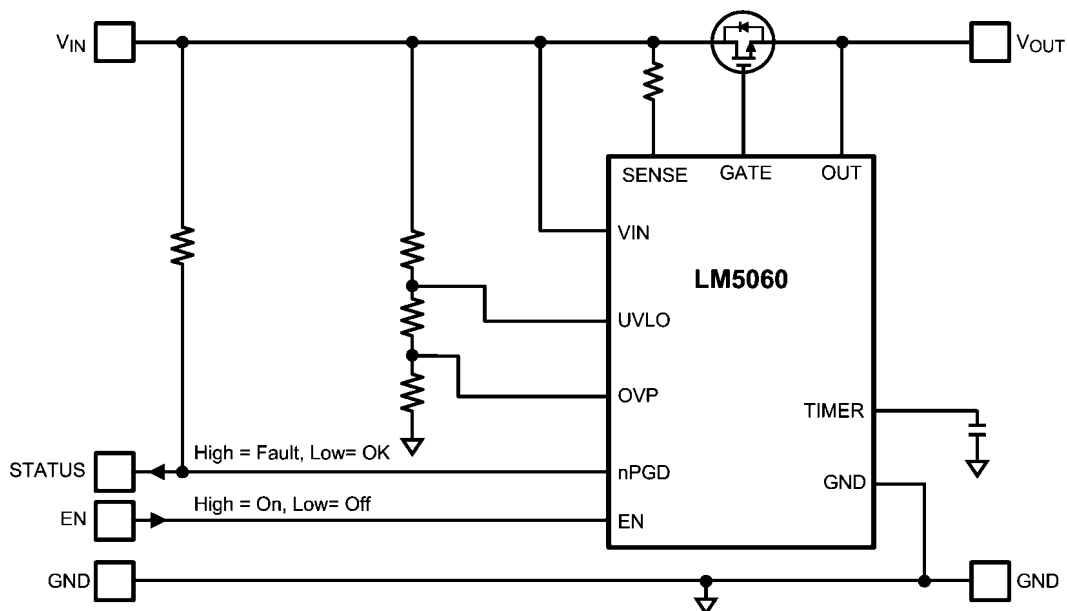 VIN
VOUT
SENSE GATE OUT
VIN
LM5060
UVLO
OVP
TIMER
High = Fault, Low= OK
STATUS
nPGD
GND
High = On, Low= Off
EN
EN
GND
GND